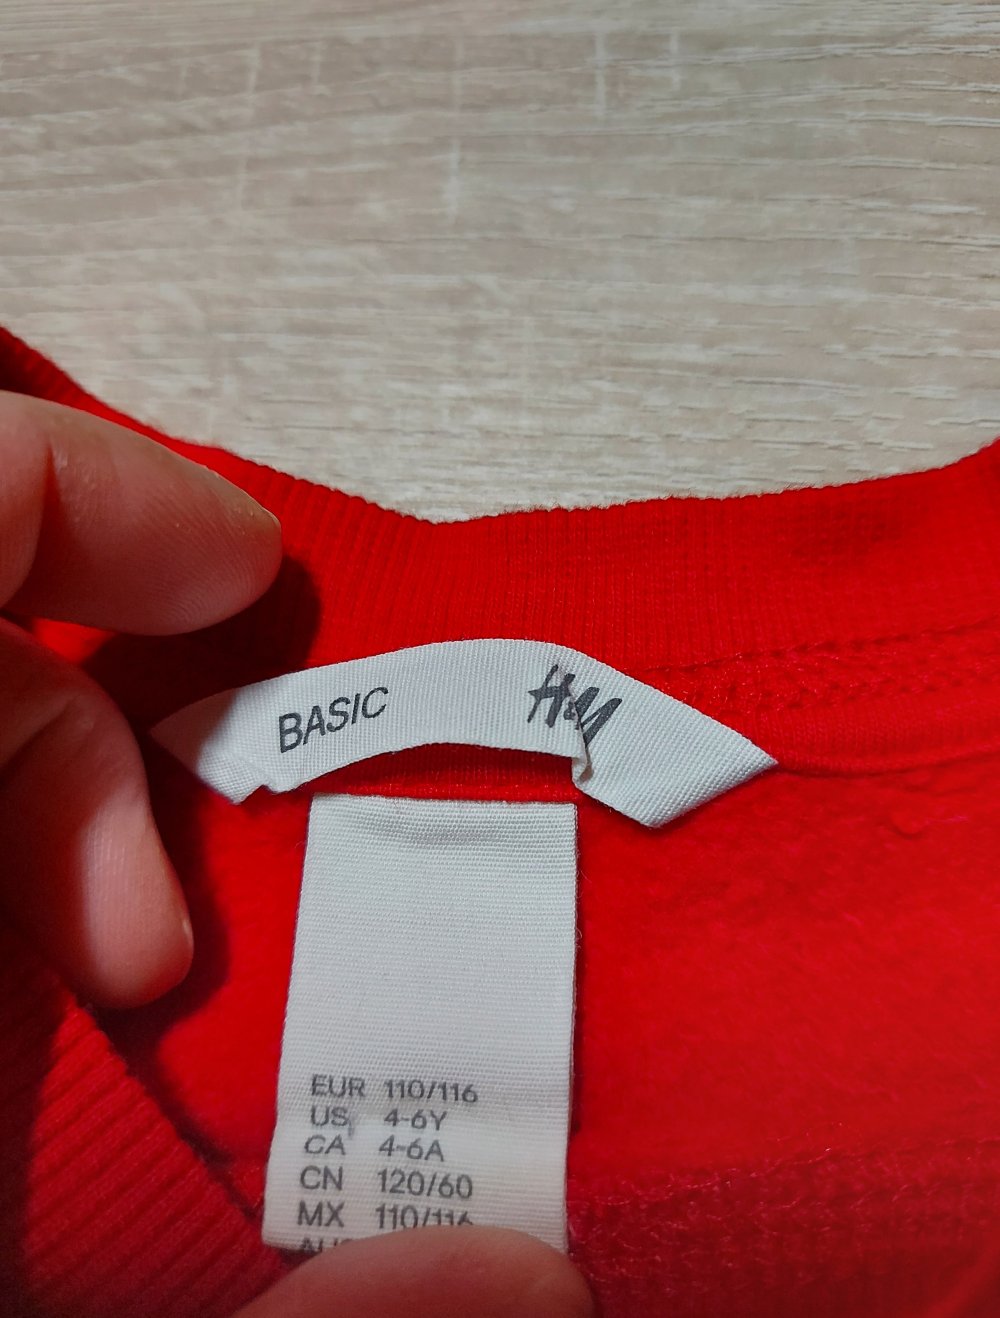 BASIC H&M
EUR 110/116
US 4-6Y
CA 4-6A
CN 120/60
MX 110/116